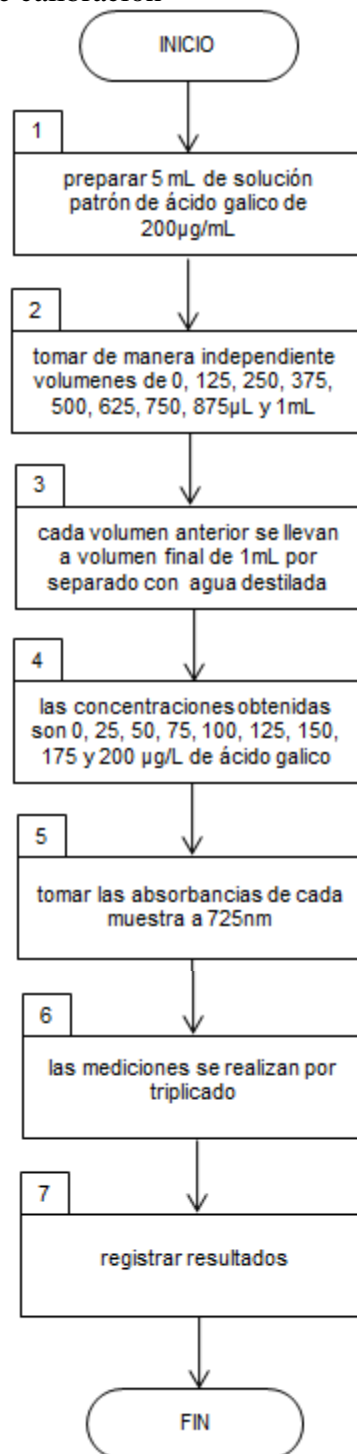 INICIO
1
preparar 5 mL de solución
patrón de ácido galico de
200µg/mL
2
tomar de manera independiente
volumenes de 0, 125, 250, 375,
500, 625, 750, 875µL y 1mL
3
cada volumen anterior se llevan
a volumen final de 1mL por
separado con agua destilada
4
las concentraciones obtenidas
son 0, 25, 50, 75, 100, 125, 150,
175 y 200 µg/L de ácido galico
5
tomar las absorbancias de cada
muestra a 725nm
6
las mediciones se realizan por
triplicado
7
registrar resultados
FIN